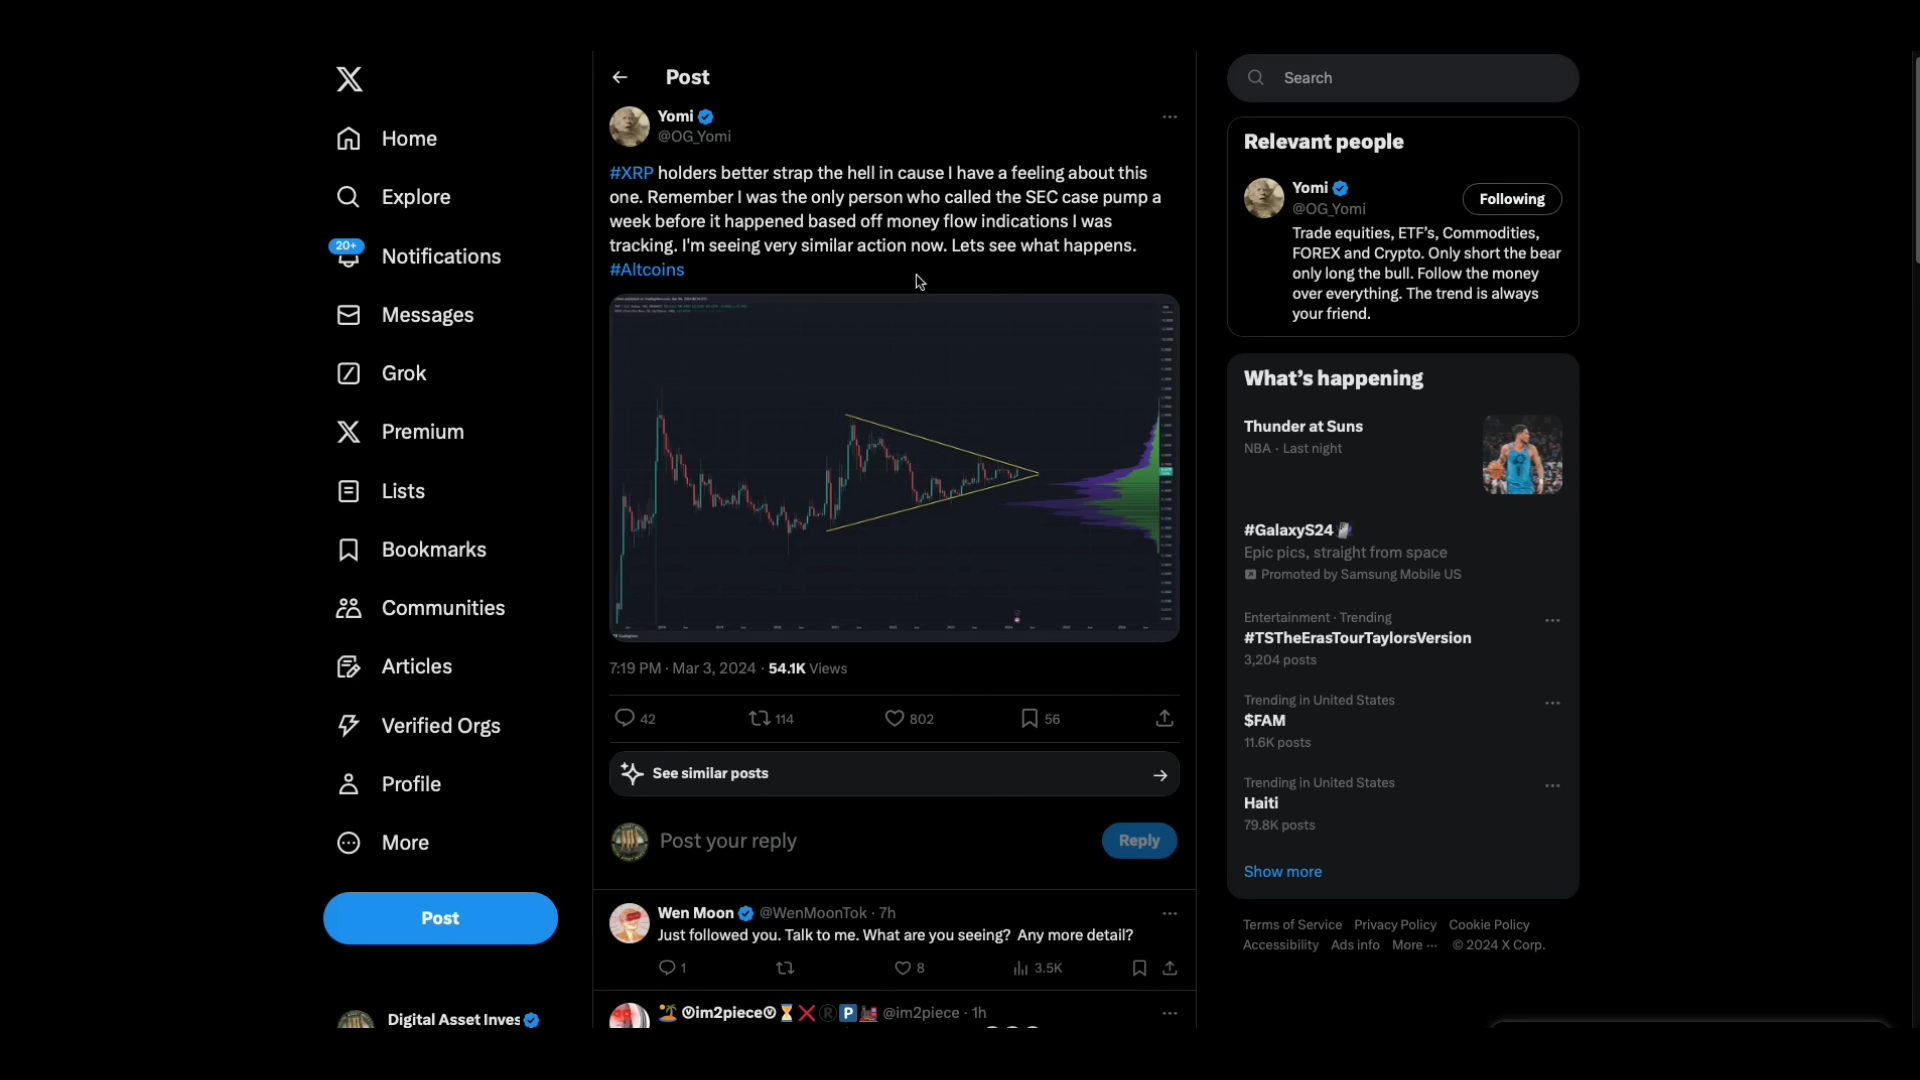 Home
Explore
20+
Notifications
Messages
Grok
Premium
Lists
Bookmarks
Communities
Articles
Verified Orgs
Profile
More
Post
Digital Asset Inves
Post
Yomi
@OG_Yomi
#XRP holders better strap the hell in cause I have a feeling about this
one. Remember I was the only person who called the SEC case pump a
week before it happened based off money flow indications I was
tracking. I'm seeing very similar action now. Lets see what happens.
#Altcoins
7:19 PM · Mar 3, 2024 · 54.1K Views
42
114
802
56
See similar posts
Post your reply
Reply
Wen Moon @WenMoonTok · 7h
Just followed you. Talk to me. What are you seeing? Any more detail?
1
8
3.5K
im2piece @im2piece · 1h
Search
Relevant people
Yomi
@OG_Yomi
Following
Trade equities, ETF's, Commodities,
FOREX and Crypto. Only short the bear
only long the bull. Follow the money
over everything. The trend is always
your friend.
What's happening
Thunder at Suns
NBA · Last night
#GalaxyS24
Epic pics, straight from space
Promoted by Samsung Mobile US
Entertainment · Trending
#TSTheErasTourTaylorsVersion
3,204 posts
Trending in United States
$FAM
11.6K posts
Trending in United States
Haiti
79.8K posts
Show more
Terms of Service Privacy Policy Cookie Policy
Accessibility Ads info More ··· © 2024 X Corp.